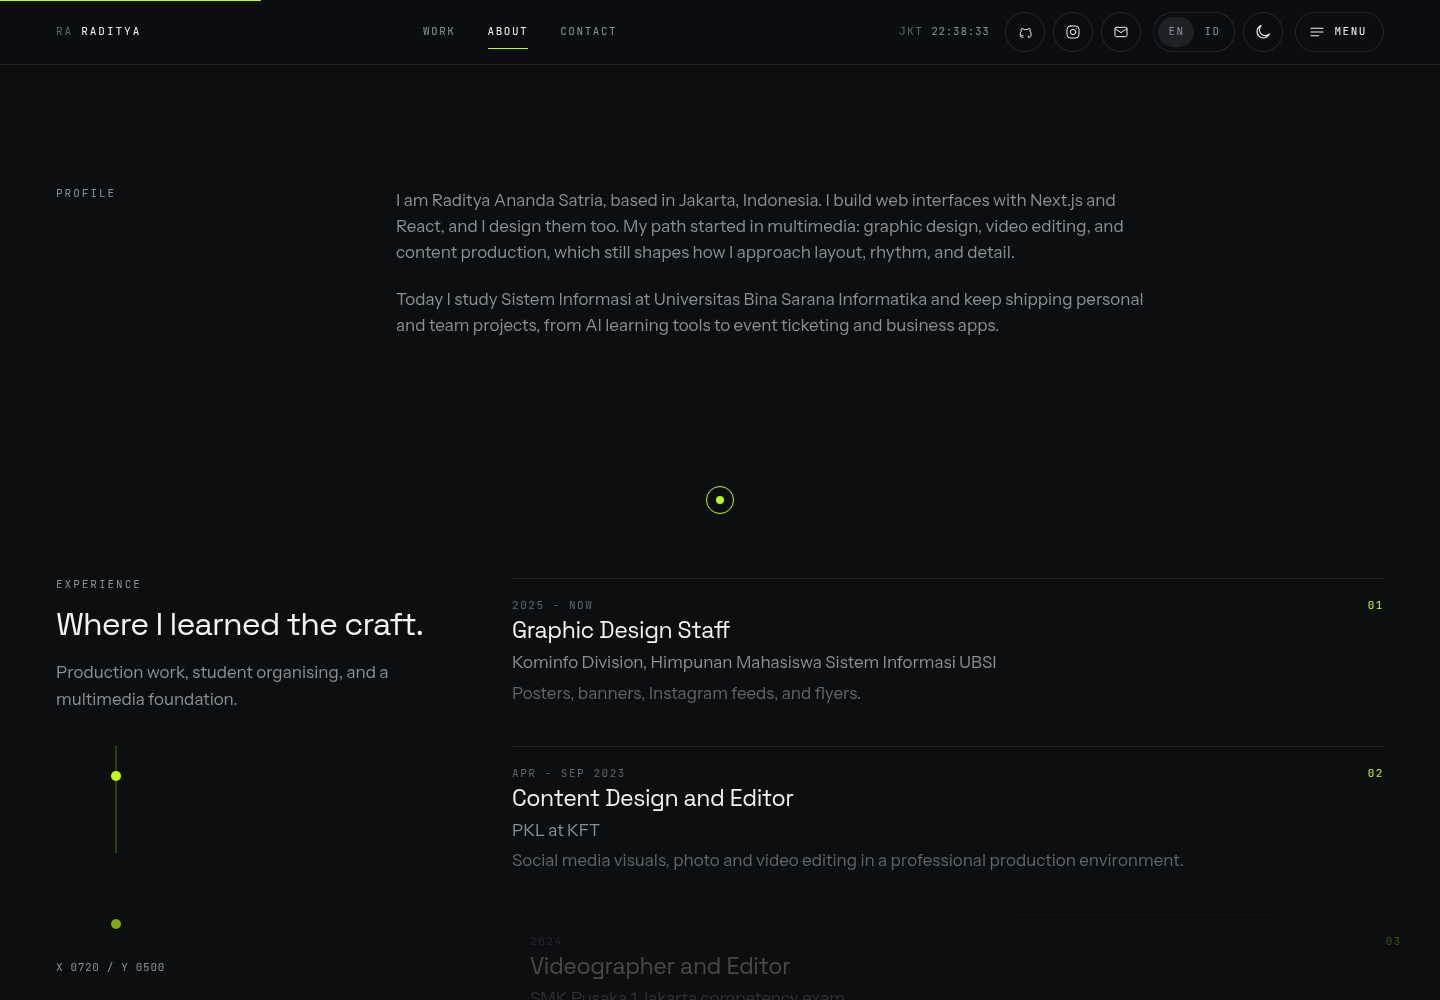 RA RADITYA
WORK
ABOUT
CONTACT
JKT 22:38:33
EN
ID
MENU
PROFILE
I am Raditya Ananda Satria, based in Jakarta, Indonesia. I build web interfaces with Next.js and
React, and I design them too. My path started in multimedia: graphic design, video editing, and
content production, which still shapes how I approach layout, rhythm, and detail.
Today I study Sistem Informasi at Universitas Bina Sarana Informatika and keep shipping personal
and team projects, from AI learning tools to event ticketing and business apps.
EXPERIENCE
Where I learned the craft.
Production work, student organising, and a
multimedia foundation.
X 0720 / Y 0500
2025 - NOW
01
Graphic Design Staff
Kominfo Division, Himpunan Mahasiswa Sistem Informasi UBSI
Posters, banners, Instagram feeds, and flyers.
APR - SEP 2023
02
Content Design and Editor
PKL at KFT
Social media visuals, photo and video editing in a professional production environment.
2024
03
Videographer and Editor
SMK Pusaka 1 Jakarta competency exam